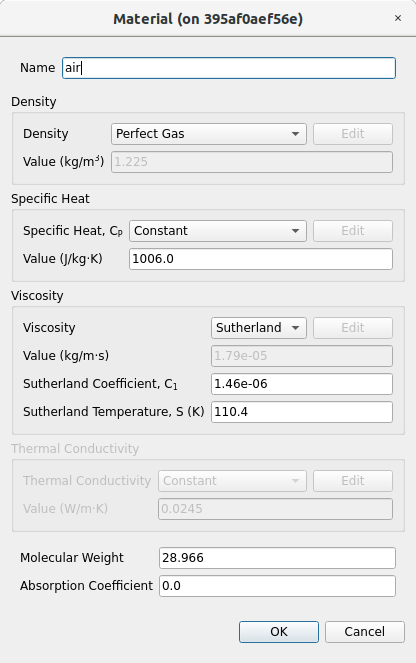 Material (on 395af0aef56e) ×
Name air
Density
Density Perfect Gas Edit
Value (kg/m³) 1.225
Specific Heat
Specific Heat, Cₚ Constant Edit
Value (J/kg·K) 1006.0
Viscosity
Viscosity Sutherland Edit
Value (kg/m·s) 1.79e-05
Sutherland Coefficient, C₁ 1.46e-06
Sutherland Temperature, S (K) 110.4
Thermal Conductivity
Thermal Conductivity Constant Edit
Value (W/m·K) 0.0245
Molecular Weight 28.966
Absorption Coefficient 0.0
OK Cancel